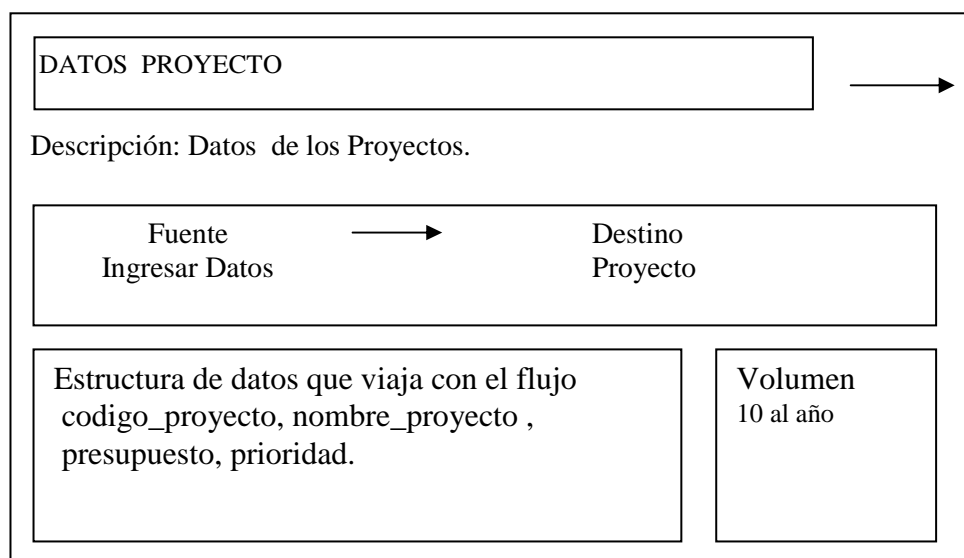 DATOS PROYECTO
Descripción: Datos de los Proyectos.
Fuente Destino
Ingresar Datos Proyecto
Estructura de datos que viaja con el flujo
codigo_proyecto, nombre_proyecto ,
presupuesto, prioridad.
Volumen
10 al año